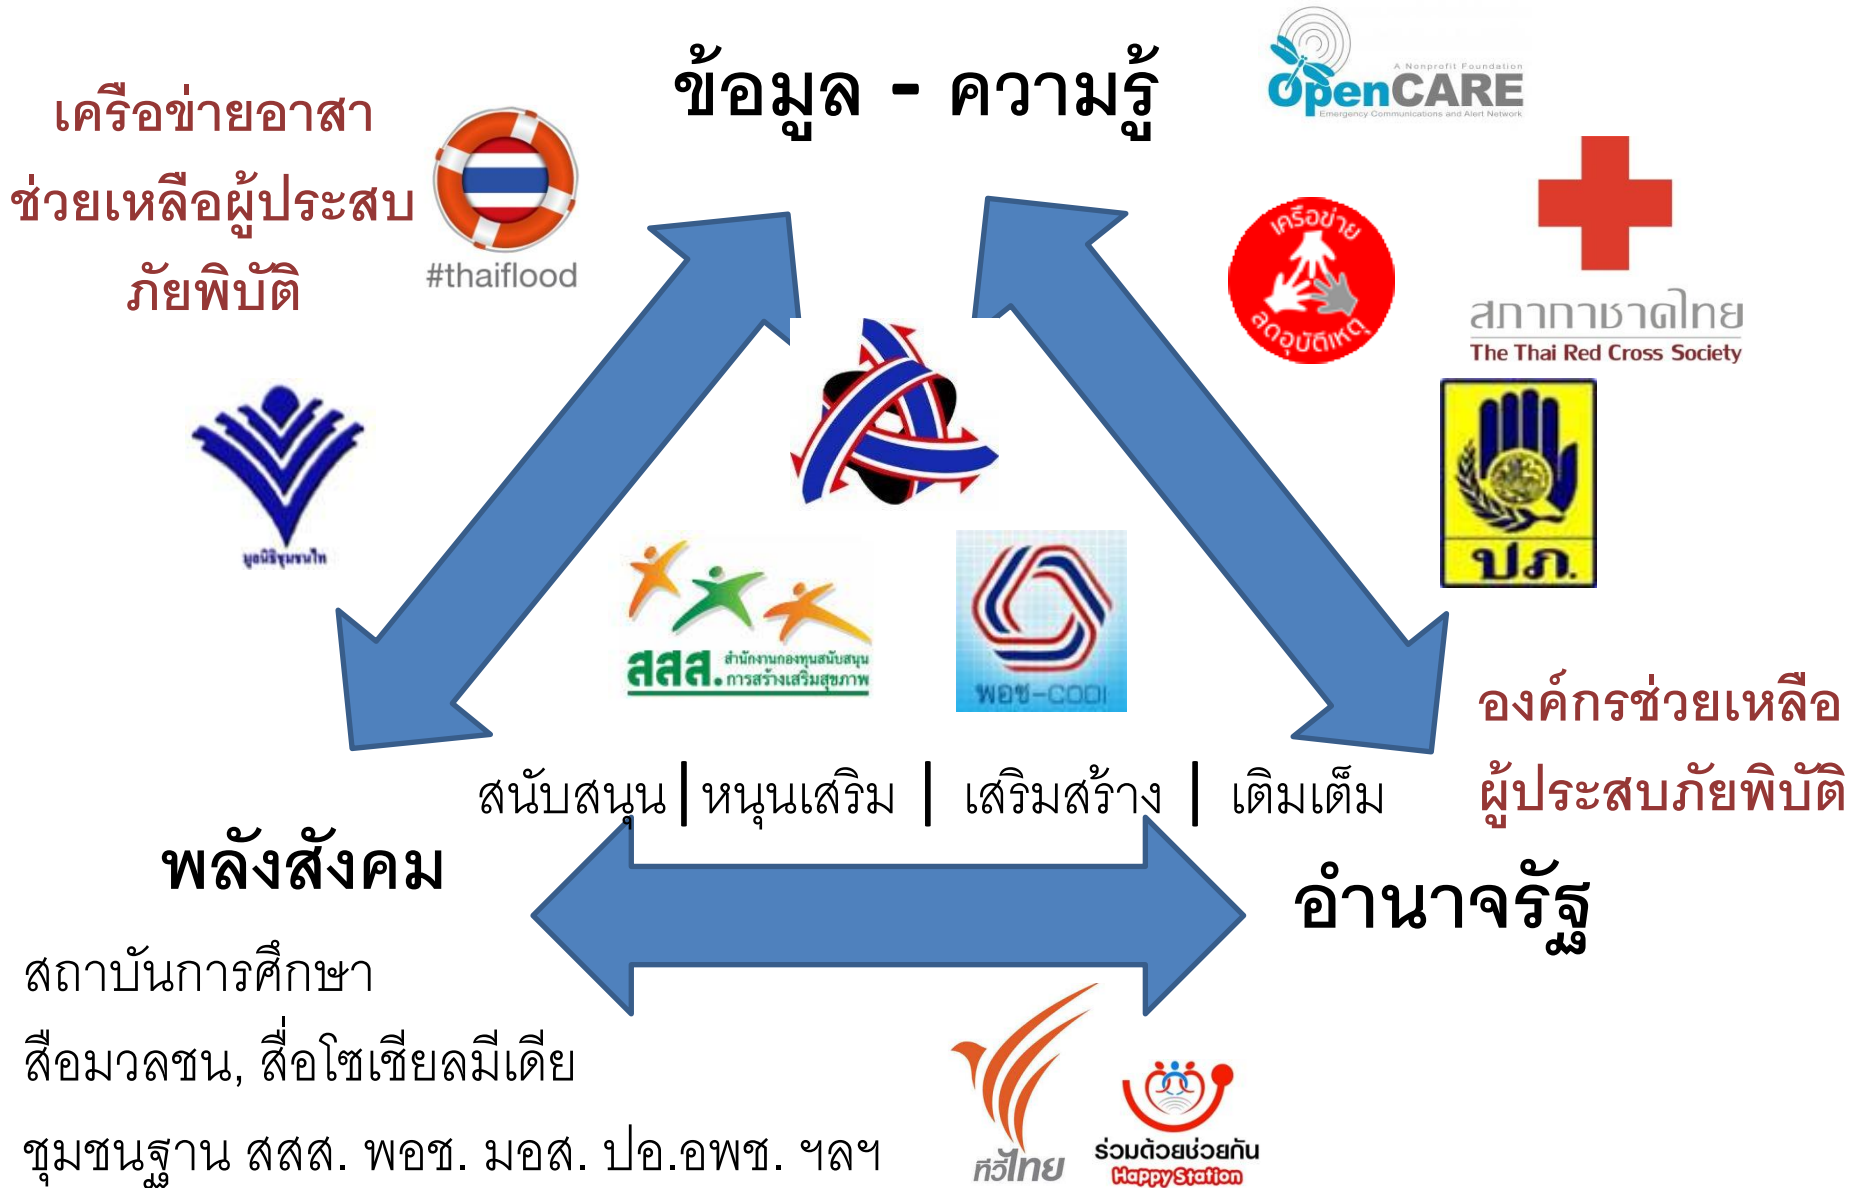 ข้อมูล - ความรู้
A Nonprofit Foundation
OpenCARE
Emergency Communications and Alert Network
เครือข่ายอาสา
ช่วยเหลือผู้ประสบ
ภัยพิบัติ
#thaiflood
เครือข่าย
ลดอุบัติเหตุ
สภากาชาดไทย
The Thai Red Cross Society
มูลนิธิชุมชนไท
ปภ.
สสส. สำนักงานกองทุนสนับสนุน
การสร้างเสริมสุขภาพ
พอช-CODI
องค์กรช่วยเหลือ
ผู้ประสบภัยพิบัติ
สนับสนุน | หนุนเสริม | เสริมสร้าง | เติมเต็ม
พลังสังคม
อำนาจรัฐ
สถาบันการศึกษา
สือมวลชน, สื่อโซเชียลมีเดีย
ชุมชนฐาน สสส. พอช. มอส. ปอ.อพช. ฯลฯ
ทีวีไทย
ร่วมด้วยช่วยกัน
Happy Station